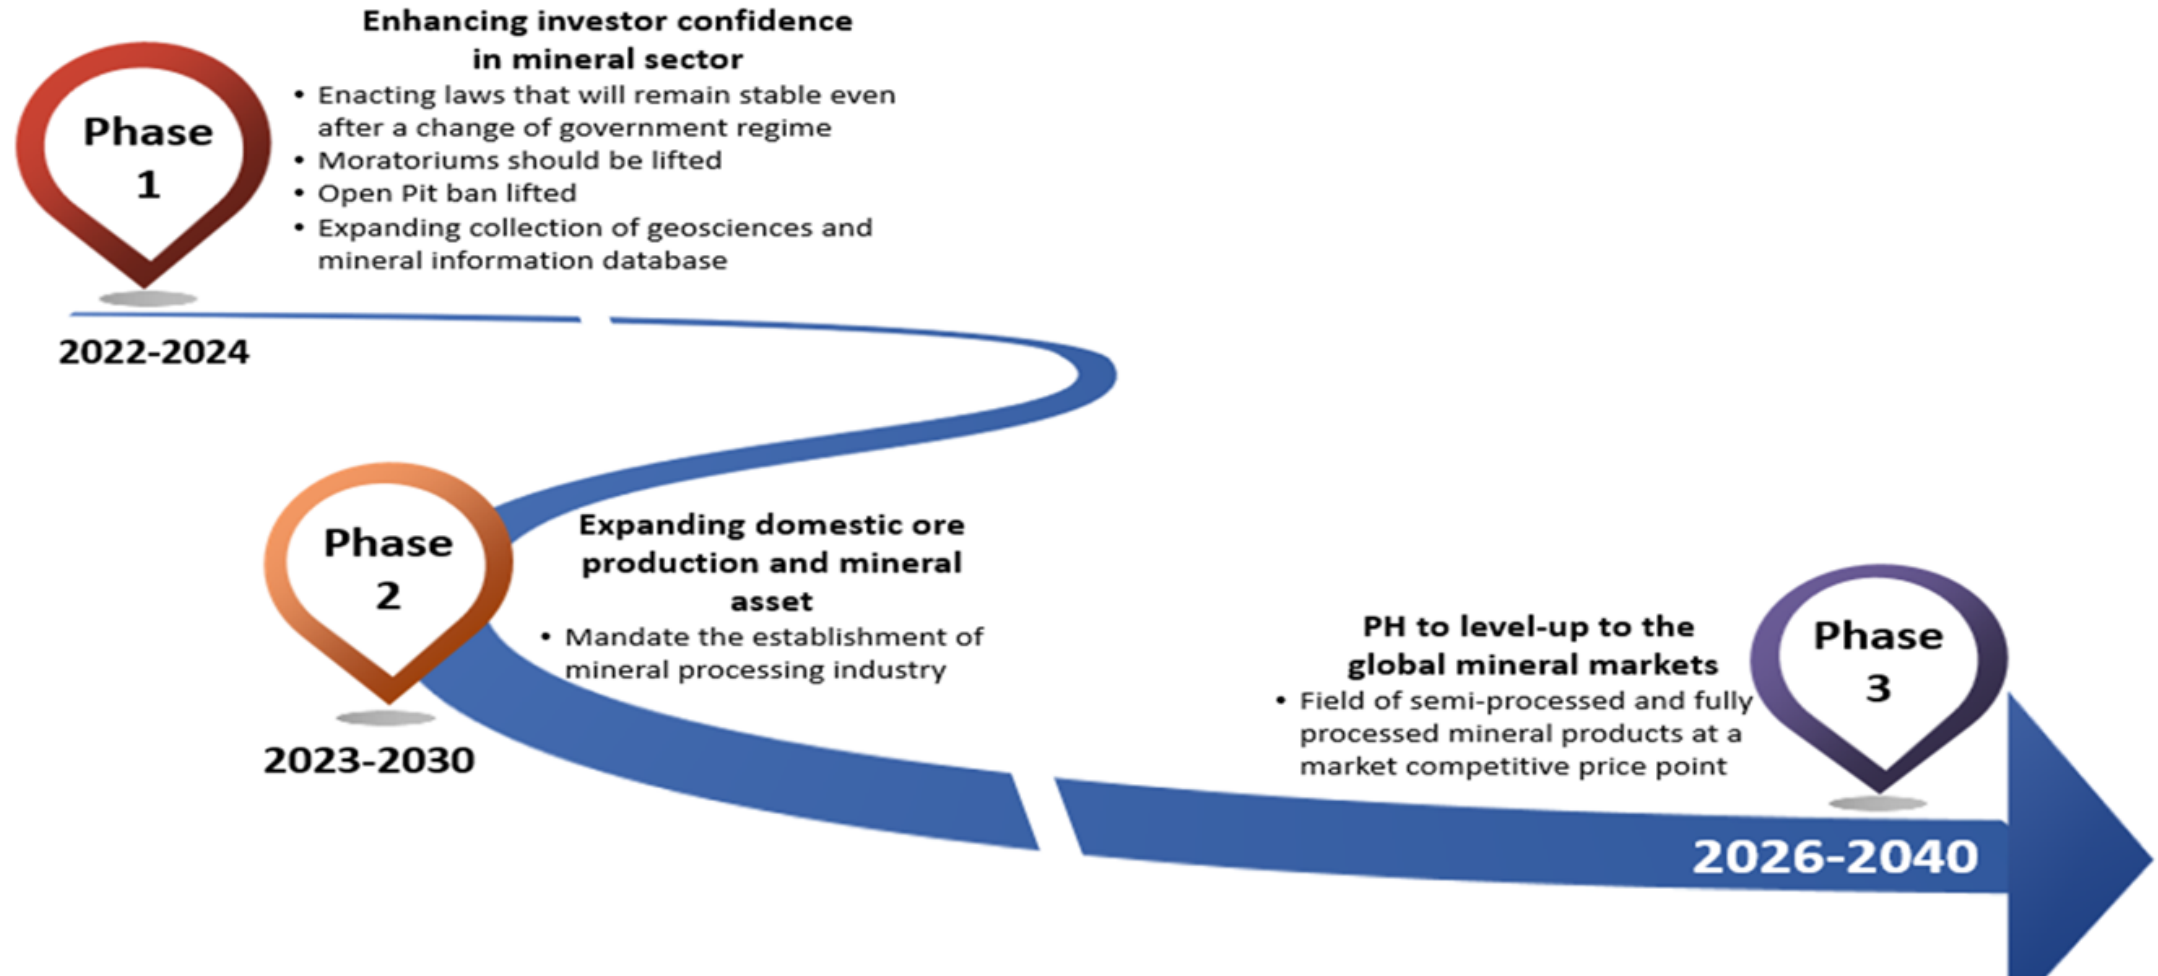 Enhancing investor confidence
in mineral sector
• Enacting laws that will remain stable even
after a change of government regime
• Moratoriums should be lifted
• Open Pit ban lifted
• Expanding collection of geosciences and
mineral information database
Phase
1
2022-2024
Phase
2
2023-2030
Expanding domestic ore
production and mineral
asset
• Mandate the establishment of
mineral processing industry
PH to level-up to the
global mineral markets
• Field of semi-processed and fully
processed mineral products at a
market competitive price point
Phase
3
2026-2040